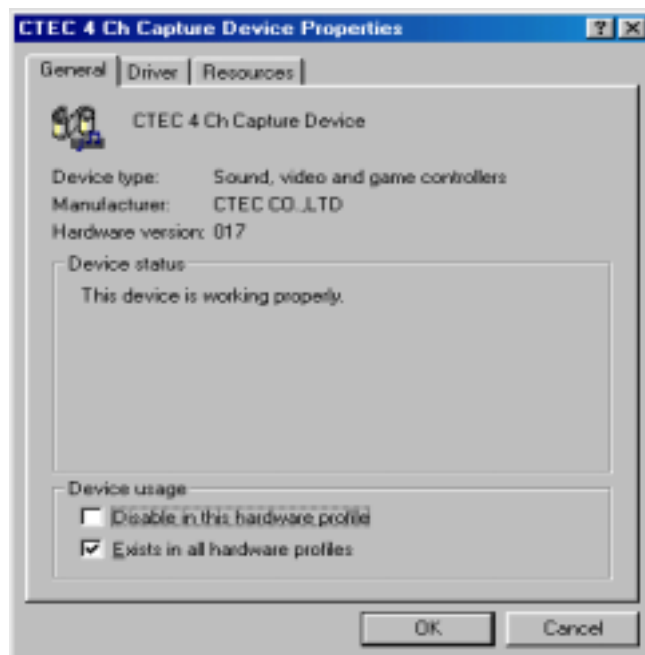 CTEC 4 Ch Capture Device Properties
General Driver Resources
CTEC 4 Ch Capture Device
Device type: Sound, video and game controllers
Manufacturer: CTEC CO.,LTD
Hardware version: 017
Device status
This device is working properly.
Device usage
Disable in this hardware profile
Exists in all hardware profiles
OK Cancel